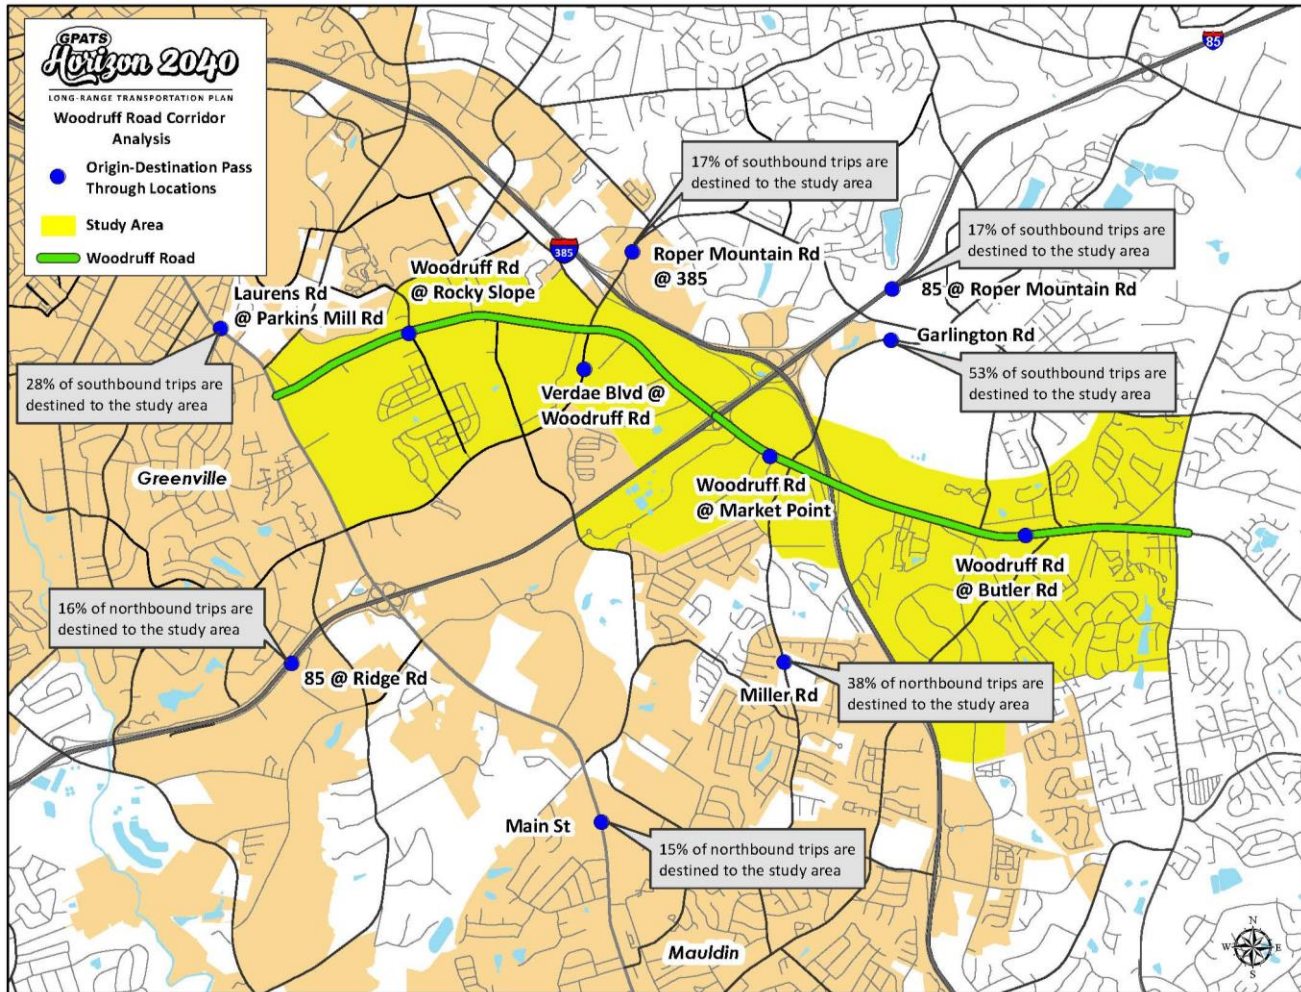 GPATS
Horizon 2040
LONG-RANGE TRANSPORTATION PLAN
Woodruff Road Corridor
Analysis
Origin-Destination Pass
Through Locations
Study Area
Woodruff Road
85
17% of southbound trips are
destined to the study area
17% of southbound trips are
destined to the study area
385
Roper Mountain Rd
@ 385
Woodruff Rd
@ Rocky Slope
85 @ Roper Mountain Rd
Laurens Rd
@ Parkins Mill Rd
Garlington Rd
28% of southbound trips are
destined to the study area
53% of southbound trips are
destined to the study area
Verdae Blvd @
Woodruff Rd
Greenville
Woodruff Rd
@ Market Point
Woodruff Rd
@ Butler Rd
16% of northbound trips are
destined to the study area
85 @ Ridge Rd
Miller Rd
38% of northbound trips are
destined to the study area
Main St
15% of northbound trips are
destined to the study area
Mauldin
N
W
E
S